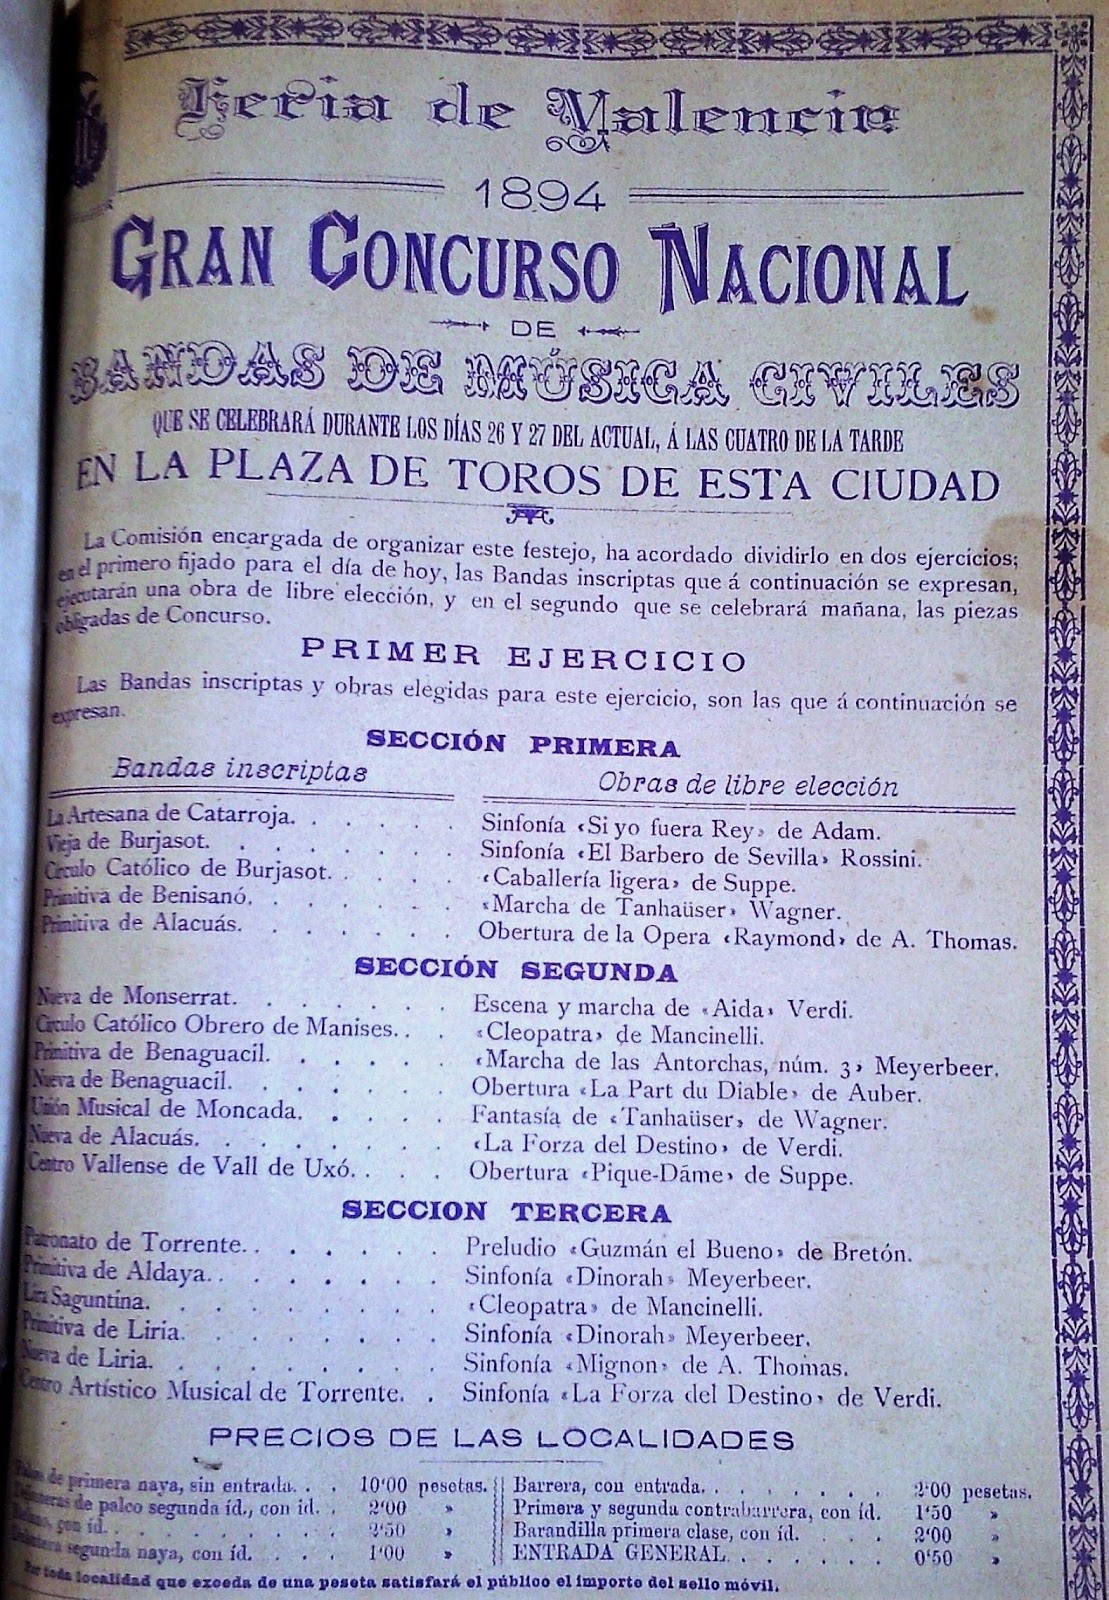 Feria de Valencia
1894
GRAN CONCURSO NACIONAL
DE
BANDAS DE MÚSICA CIVILES
QUE SE CELEBRARÁ DURANTE LOS DÍAS 26 Y 27 DEL ACTUAL, Á LAS CUATRO DE LA TARDE
EN LA PLAZA DE TOROS DE ESTA CIUDAD
La Comisión encargada de organizar este festejo, ha acordado dividirlo en dos ejercicios;
en el primero fijado para el día de hoy, las Bandas inscriptas que á continuación se expresan,
ejecutarán una obra de libre elección, y en el segundo que se celebrará mañana, las piezas
obligadas de Concurso.
PRIMER EJERCICIO
Las Bandas inscriptas y obras elegidas para este ejercicio, son las que á continuación se
expresan.
SECCIÓN PRIMERA
Bandas inscriptas Obras de libre elección
La Artesana de Catarroja. . . . . . Sinfonía «Si yo fuera Rey» de Adam.
Vieja de Burjasot. . . . . . . . Sinfonía «El Barbero de Sevilla» Rossini.
Círculo Católico de Burjasot. . . . . «Caballería ligera» de Suppe.
Primitiva de Benisanó. . . . . . . «Marcha de Tanhaüser» Wagner.
Primitiva de Alacuás. . . . . . . Obertura de la Opera «Raymond» de A. Thomas.
SECCIÓN SEGUNDA
Nueva de Monserrat. . . . . . . Escena y marcha de «Aida» Verdi.
Círculo Católico Obrero de Manises. . . «Cleopatra» de Mancinelli.
Primitiva de Benaguacil. . . . . . «Marcha de las Antorchas, núm. 3» Meyerbeer.
Nueva de Benaguacil. . . . . . . Obertura «La Part du Diable» de Auber.
Unión Musical de Moncada. . . . . Fantasía de «Tanhaüser» de Wagner.
Nueva de Alacuás. . . . . . . . «La Forza del Destino» de Verdi.
Centro Vallense de Vall de Uxó. . . . Obertura «Pique-Dáme» de Suppe.
SECCION TERCERA
Patronato de Torrente. . . . . . . Preludio «Guzmán el Bueno» de Bretón.
Primitiva de Aldaya. . . . . . . . Sinfonía «Dinorah» Meyerbeer.
Lira Saguntina. . . . . . . . . «Cleopatra» de Mancinelli.
Primitiva de Liria. . . . . . . . Sinfonía «Dinorah» Meyerbeer.
Nueva de Liria. . . . . . . . . Sinfonía «Mignon» de A. Thomas.
Centro Artístico Musical de Torrente. . Sinfonía «La Forza del Destino» de Verdi.
PRECIOS DE LAS LOCALIDADES
Palcos de primera naya, sin entrada. . . 10'00 pesetas. Barrera, con entrada. . . . . . . 2'00 pesetas.
de palco segunda íd., con íd. . 2'00 » Primera y segunda contrabarrera, con íd. 1'50 »
con íd. . . . . . . . . 2'50 » Barandilla primera clase, con íd. . . . 2'00 »
segunda naya, con íd. . . . . 1'00 » ENTRADA GENERAL. . . . . . . 0'50 »
Por toda localidad que exceda de una peseta satisfará el público el importe del sello móvil.